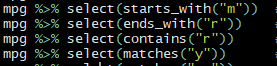 mpg %>% select(starts_with("m"))
mpg %>% select(ends_with("r"))
mpg %>% select(contains("r"))
mpg %>% select(matches("y"))